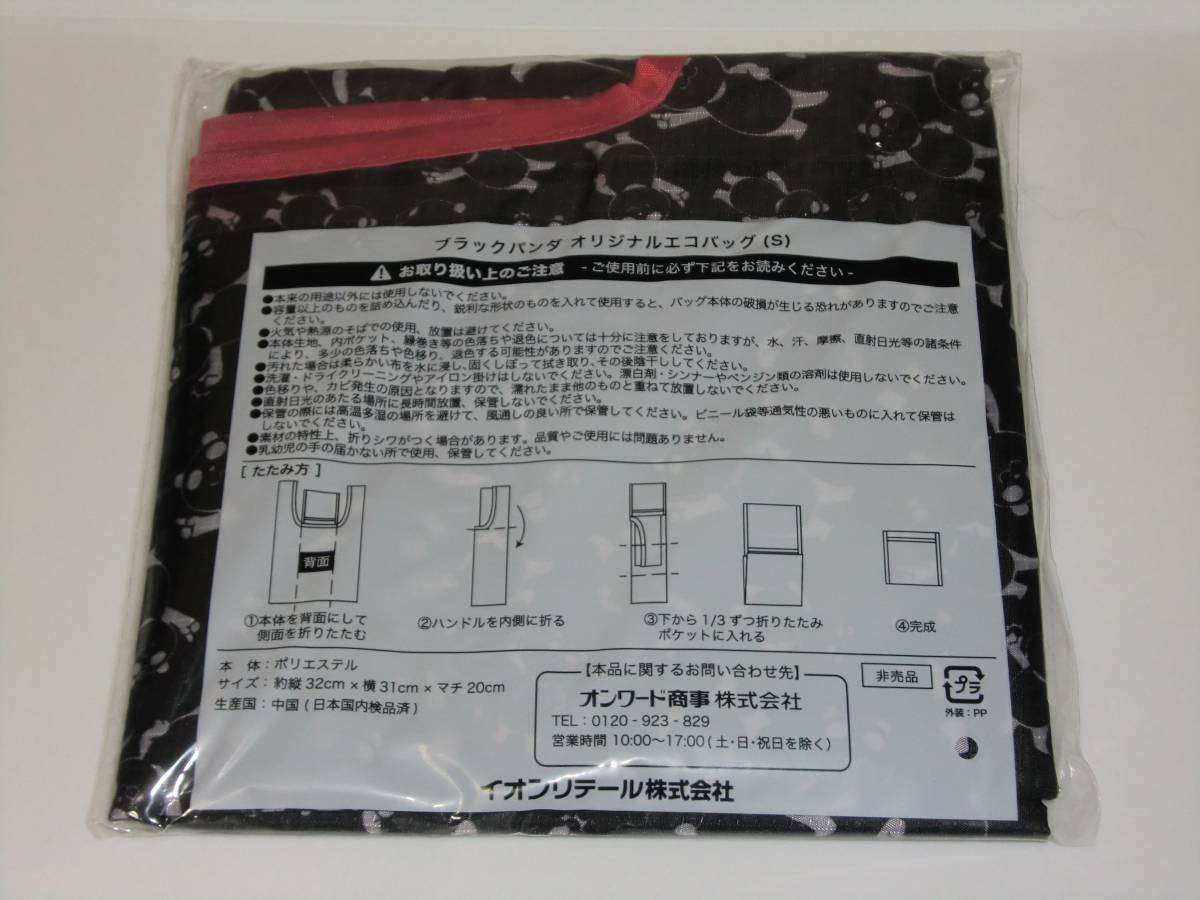 ブラックパンダ オリジナルエコバッグ(S)
お取り扱い上のご注意 - ご使用前に必ず下記をお読みください -
●本来の用途以外には使用しないでください。
●容量以上のものを詰め込んだり、鋭利な形状のものを入れて使用すると、バッグ本体の破損が生じる恐れがありますのでご注意
ください。
●火気や熱源のそばでの使用、放置は避けてください。
●本体生地、内ポケット、縁巻き等の色落ちや退色については十分に注意をしておりますが、水、汗、摩擦、直射日光等の諸条件
により、多少の色落ちや色移り、退色する可能性がありますのでご注意ください。
●汚れた場合は柔らかい布を水に浸し、固くしぼって拭き取り、その後陰干ししてください。
●洗濯・ドライクリーニングやアイロン掛けはしないでください。漂白剤・シンナーやベンジン類の溶剤は使用しないでください。
●色移りや、カビ発生の原因となりますので、濡れたまま他のものと重ねて放置しないでください。
●直射日光のあたる場所に長時間放置、保管しないでください。
●保管の際には高温多湿の場所を避けて、風通しの良い所で保管してください。ビニール袋等通気性の悪いものに入れて保管は
しないでください。
●素材の特性上、折りシワがつく場合があります。品質やご使用には問題ありません。
●乳幼児の手の届かない所で使用、保管してください。
[たたみ方]
背面
①本体を背面にして
側面を折りたたむ
②ハンドルを内側に折る
③下から1/3ずつ折りたたみ
ポケットに入れる
④完成
本 体：ポリエステル
サイズ：約縦32cm×横31cm×マチ20cm
生産国：中国(日本国内検品済)
【本品に関するお問い合わせ先】
オンワード商事株式会社
TEL：0120-923-829
営業時間 10:00〜17:00(土・日・祝日を除く)
非売品
プラ
外装：PP
イオンリテール株式会社